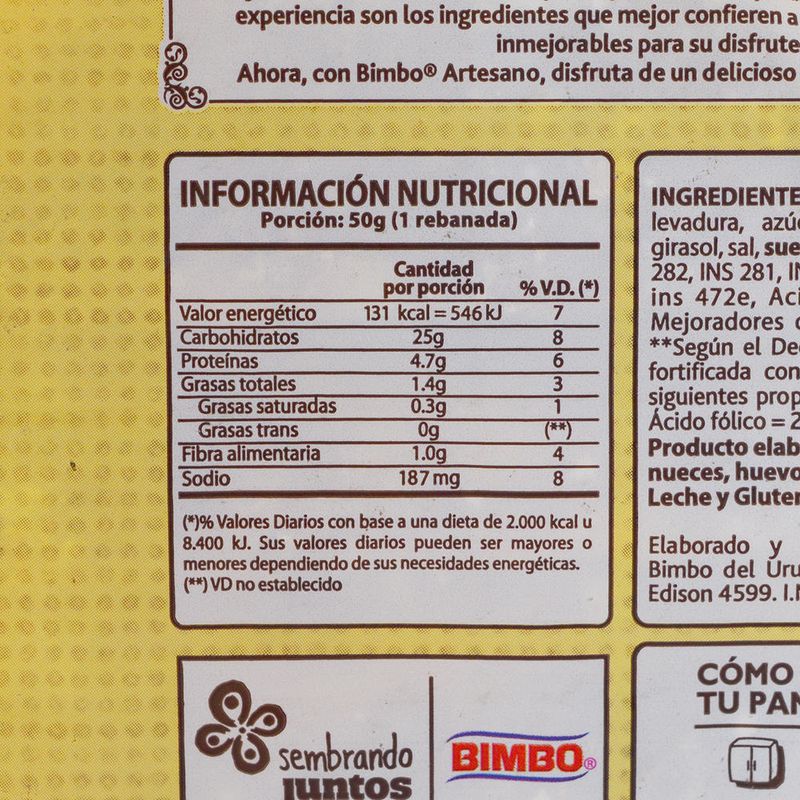 experiencia son los ingredientes que mejor confieren a
inmejorables para su disfrute
Ahora, con Bimbo® Artesano, disfruta de un delicioso
INFORMACIÓN NUTRICIONAL
Porción: 50g (1 rebanada)
Cantidad
por porción % V.D. (*)
Valor energético 131 kcal = 546 kJ 7
Carbohidratos 25g 8
Proteínas 4.7g 6
Grasas totales 1.4g 3
Grasas saturadas 0.3g 1
Grasas trans 0g (**)
Fibra alimentaria 1.0g 4
Sodio 187 mg 8
(*)% Valores Diarios con base a una dieta de 2.000 kcal u
8.400 kJ. Sus valores diarios pueden ser mayores o
menores dependiendo de sus necesidades energéticas.
(**) VD no establecido
INGREDIENTE
levadura, azú
girasol, sal, sue
282, INS 281, IN
ins 472e, Áci
Mejoradores
**Según el De
fortificada con
siguientes prop
Ácido fólico = 2
Producto elab
nueces, huevo
Leche y Gluten
Elaborado y
Bimbo del Uru
Edison 4599. I.N
sembrando
juntos
BIMBO®
CÓMO
TU PAN